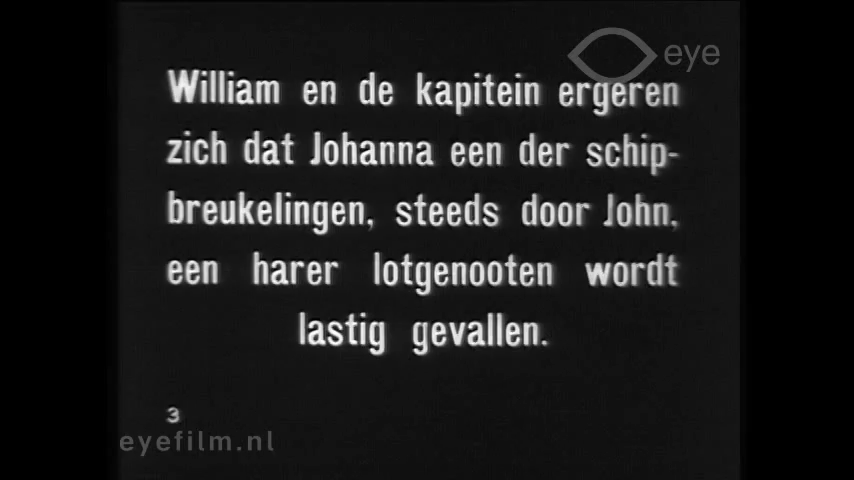 eye
William en de kapitein ergeren
zich dat Johanna een der schip-
breukelingen, steeds door John,
een harer lotgenooten wordt
lastig gevallen.
3
eyefilm.nl